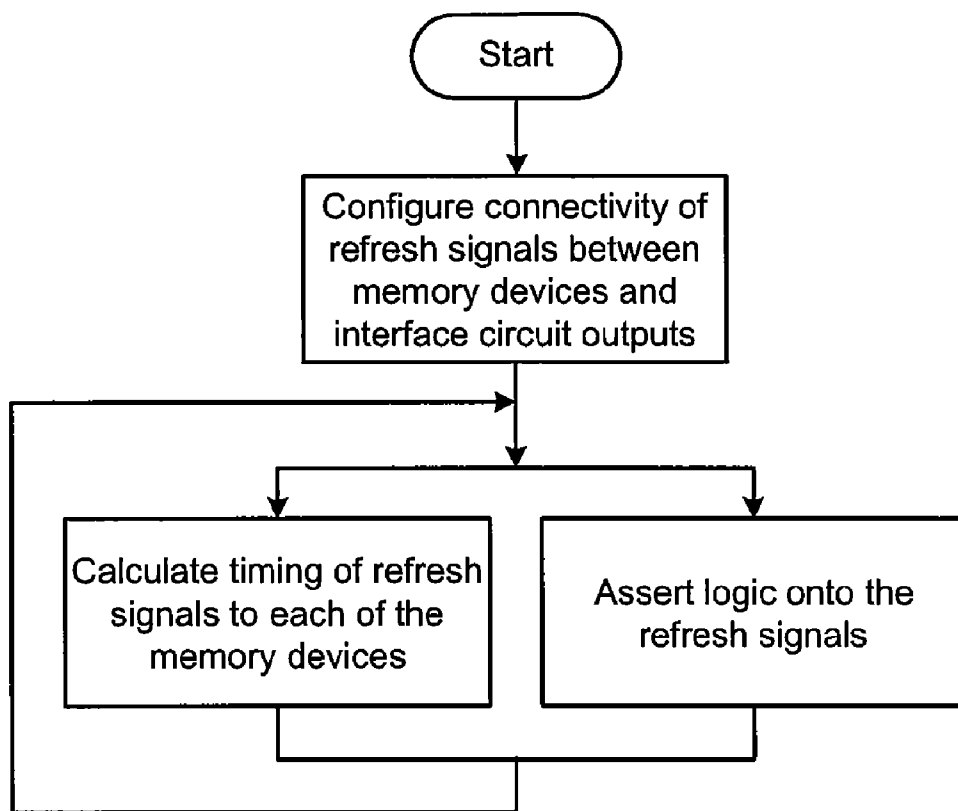 Start
Configure connectivity of
refresh signals between
memory devices and
interface circuit outputs
Calculate timing of refresh
signals to each of the
memory devices
Assert logic onto the
refresh signals